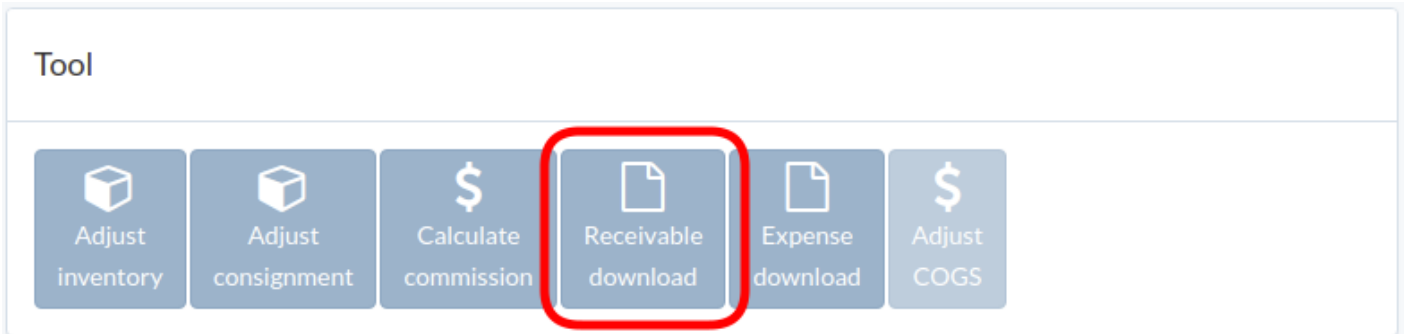 Tool
$
$
Adjust
inventory
Adjust
consignment
Calculate
commission
Receivable
download
Expense
download
Adjust
COGS